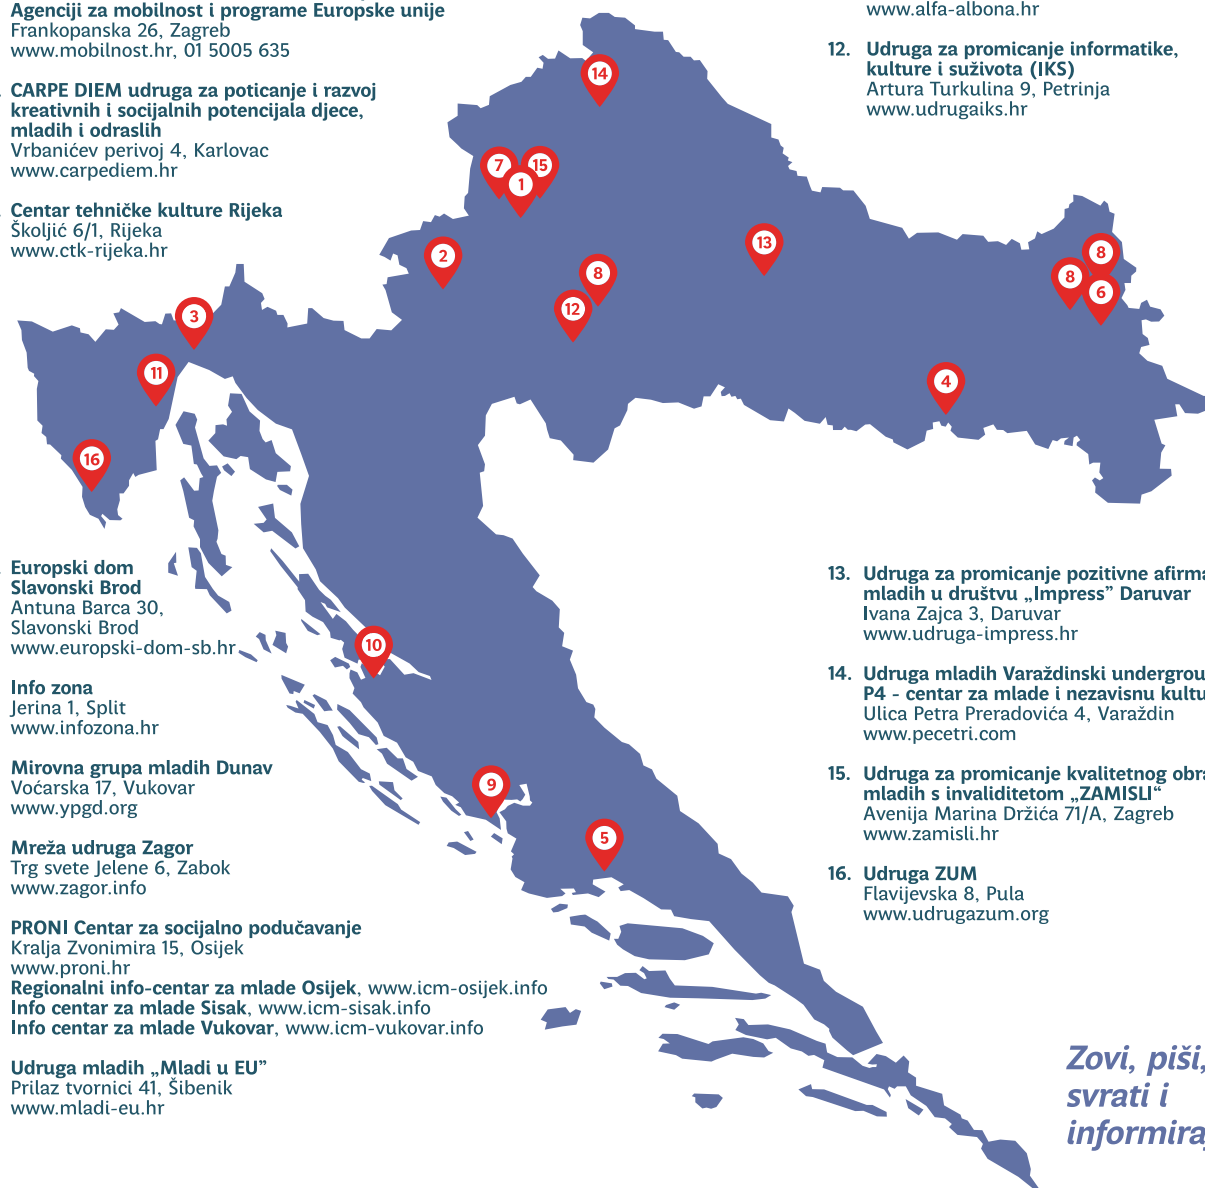 Agenciji za mobilnost i programe Europske unije
Frankopanska 26, Zagreb
www.mobilnost.hr, 01 5005 635
CARPE DIEM udruga za poticanje i razvoj
kreativnih i socijalnih potencijala djece,
mladih i odraslih
Vrbanićev perivoj 4, Karlovac
www.carpediem.hr
Centar tehničke kulture Rijeka
Školjić 6/1, Rijeka
www.ctk-rijeka.hr
www.alfa-albona.hr
12. Udruga za promicanje informatike,
kulture i suživota (IKS)
Artura Turkulina 9, Petrinja
www.udrugaiks.hr
14
7
15
1
2
8
13
8
8
6
12
3
11
4
16
10
9
5
Europski dom
Slavonski Brod
Antuna Barca 30,
Slavonski Brod
www.europski-dom-sb.hr
Info zona
Jerina 1, Split
www.infozona.hr
Mirovna grupa mladih Dunav
Voćarska 17, Vukovar
www.ypgd.org
Mreža udruga Zagor
Trg svete Jelene 6, Zabok
www.zagor.info
PRONI Centar za socijalno podučavanje
Kralja Zvonimira 15, Osijek
www.proni.hr
Regionalni info-centar za mlade Osijek, www.icm-osijek.info
Info centar za mlade Sisak, www.icm-sisak.info
Info centar za mlade Vukovar, www.icm-vukovar.info
Udruga mladih „Mladi u EU”
Prilaz tvornici 41, Šibenik
www.mladi-eu.hr
13. Udruga za promicanje pozitivne afirma
mladih u društvu „Impress” Daruvar
Ivana Zajca 3, Daruvar
www.udruga-impress.hr
14. Udruga mladih Varaždinski undergrou
P4 - centar za mlade i nezavisnu kultu
Ulica Petra Preradovića 4, Varaždin
www.pecetri.com
15. Udruga za promicanje kvalitetnog obra
mladih s invaliditetom „ZAMISLI“
Avenija Marina Držića 71/A, Zagreb
www.zamisli.hr
16. Udruga ZUM
Flavijevska 8, Pula
www.udrugazum.org
Zovi, piši,
svrati i
informiraj